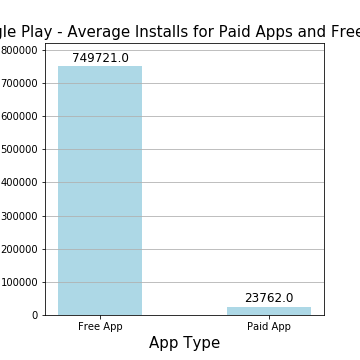 gle Play - Average Installs for Paid Apps and Free
800000
700000
600000
500000
400000
300000
200000
100000
0
749721.0
23762.0
Free App
Paid App
App Type